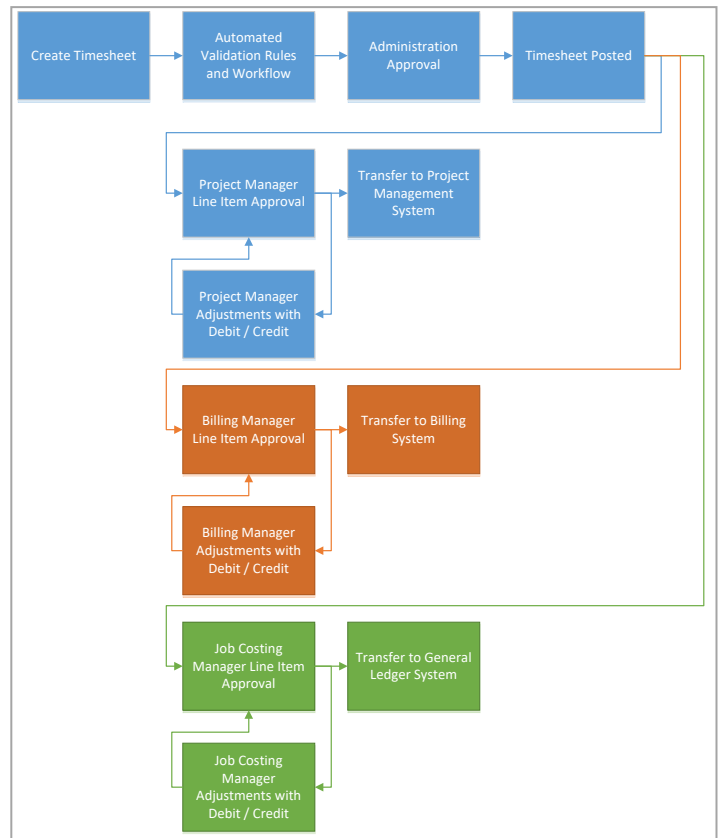 Create Timesheet
Automated
Validation Rules
and Workflow
Administration
Approval
Timesheet Posted
Project Manager
Line Item Approval
Transfer to Project
Management
System
Project Manager
Adjustments with
Debit / Credit
Billing Manager
Line Item Approval
Transfer to Billing
System
Billing Manager
Adjustments with
Debit / Credit
Job Costing
Manager Line Item
Approval
Transfer to General
Ledger System
Job Costing
Manager
Adjustments with
Debit / Credit